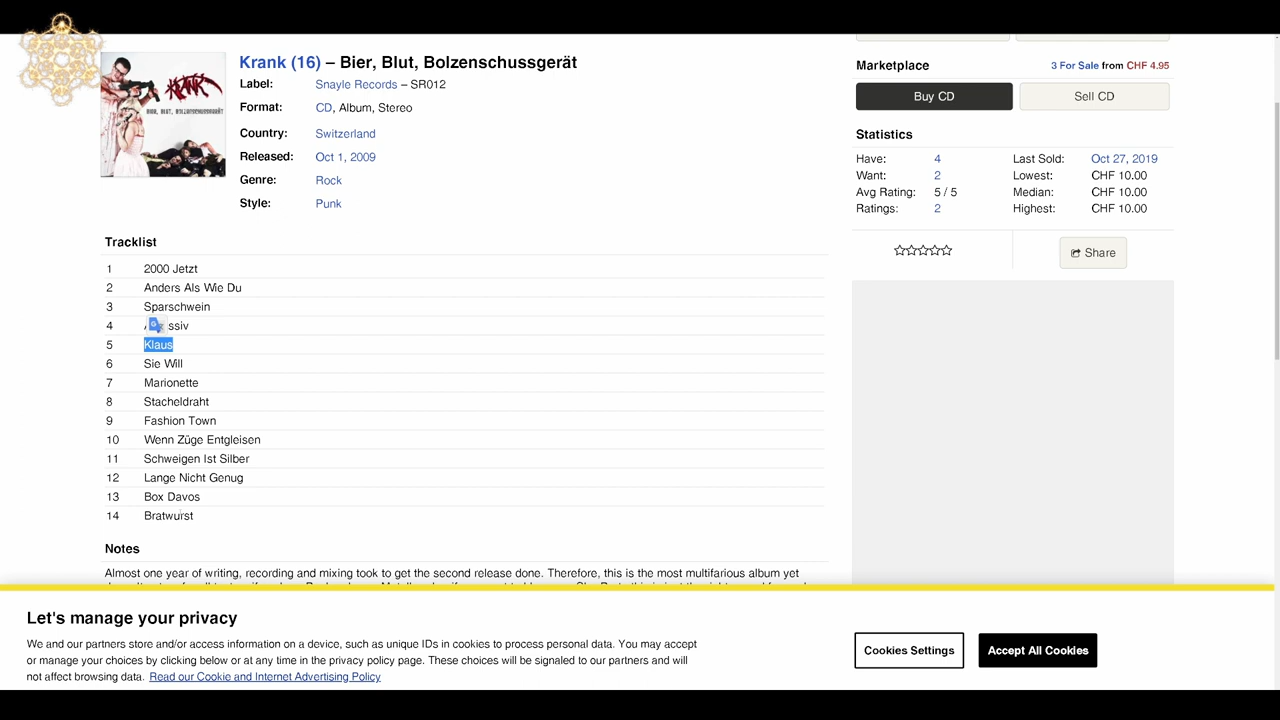 Krank (16) – Bier, Blut, Bolzenschussgerät
Label: Snayle Records – SR012
Format: CD, Album, Stereo
Country: Switzerland
Released: Oct 1, 2009
Genre: Rock
Style: Punk
KRANK
BIER, BLUT, BOLZENSCHUSSGERÄT
Tracklist
1 2000 Jetzt
2 Anders Als Wie Du
3 Sparschwein
4 ssiv
5 Klaus
6 Sie Will
7 Marionette
8 Stacheldraht
9 Fashion Town
10 Wenn Züge Entgleisen
11 Schweigen Ist Silber
12 Lange Nicht Genug
13 Box Davos
14 Bratwurst
Notes
Almost one year of writing, recording and mixing took to get the second release done. Therefore, this is the most multifarious album yet
Marketplace
3 For Sale from CHF 4.95
Buy CD
Sell CD
Statistics
Have: 4 Last Sold: Oct 27, 2019
Want: 2 Lowest: CHF 10.00
Avg Rating: 5 / 5 Median: CHF 10.00
Ratings: 2 Highest: CHF 10.00
Share
Let's manage your privacy
We and our partners store and/or access information on a device, such as unique IDs in cookies to process personal data. You may accept
or manage your choices by clicking below or at any time in the privacy policy page. These choices will be signaled to our partners and will
not affect browsing data. Read our Cookie and Internet Advertising Policy
Cookies Settings
Accept All Cookies